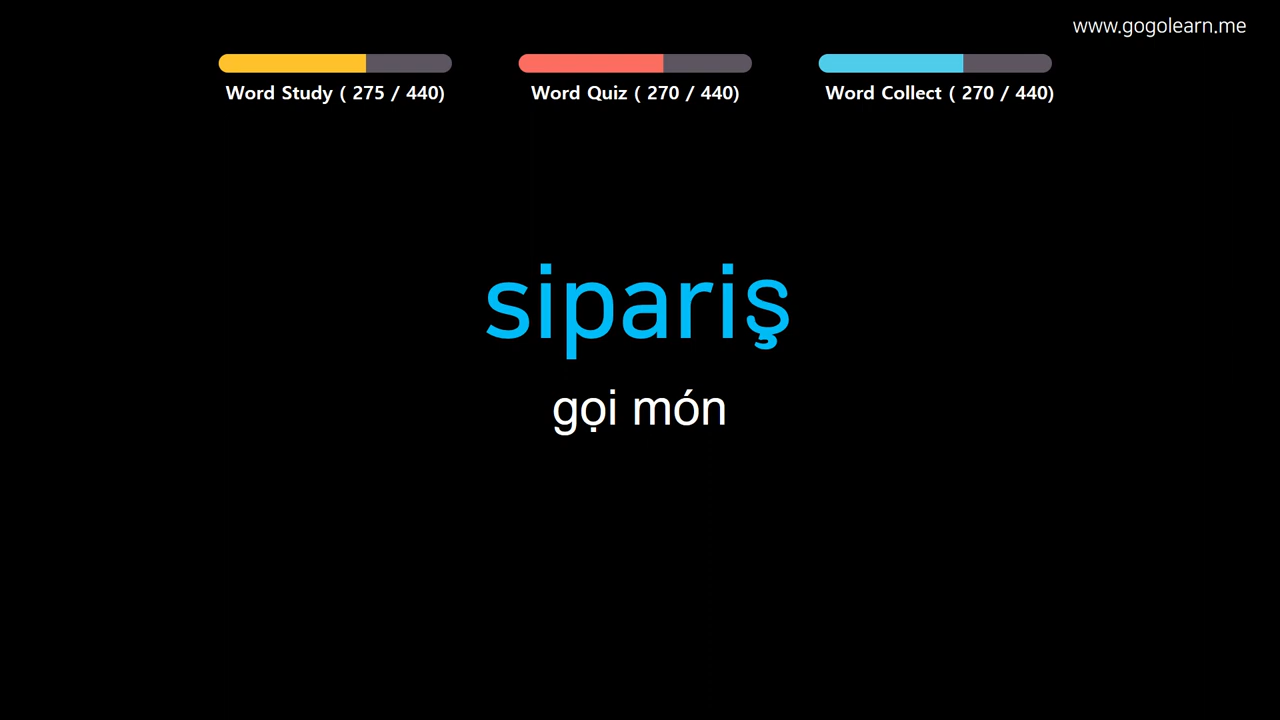 www.gogolearn.me
Word Study ( 275 / 440)
Word Quiz ( 270 / 440)
Word Collect ( 270 / 440)
sipariş
gọi món